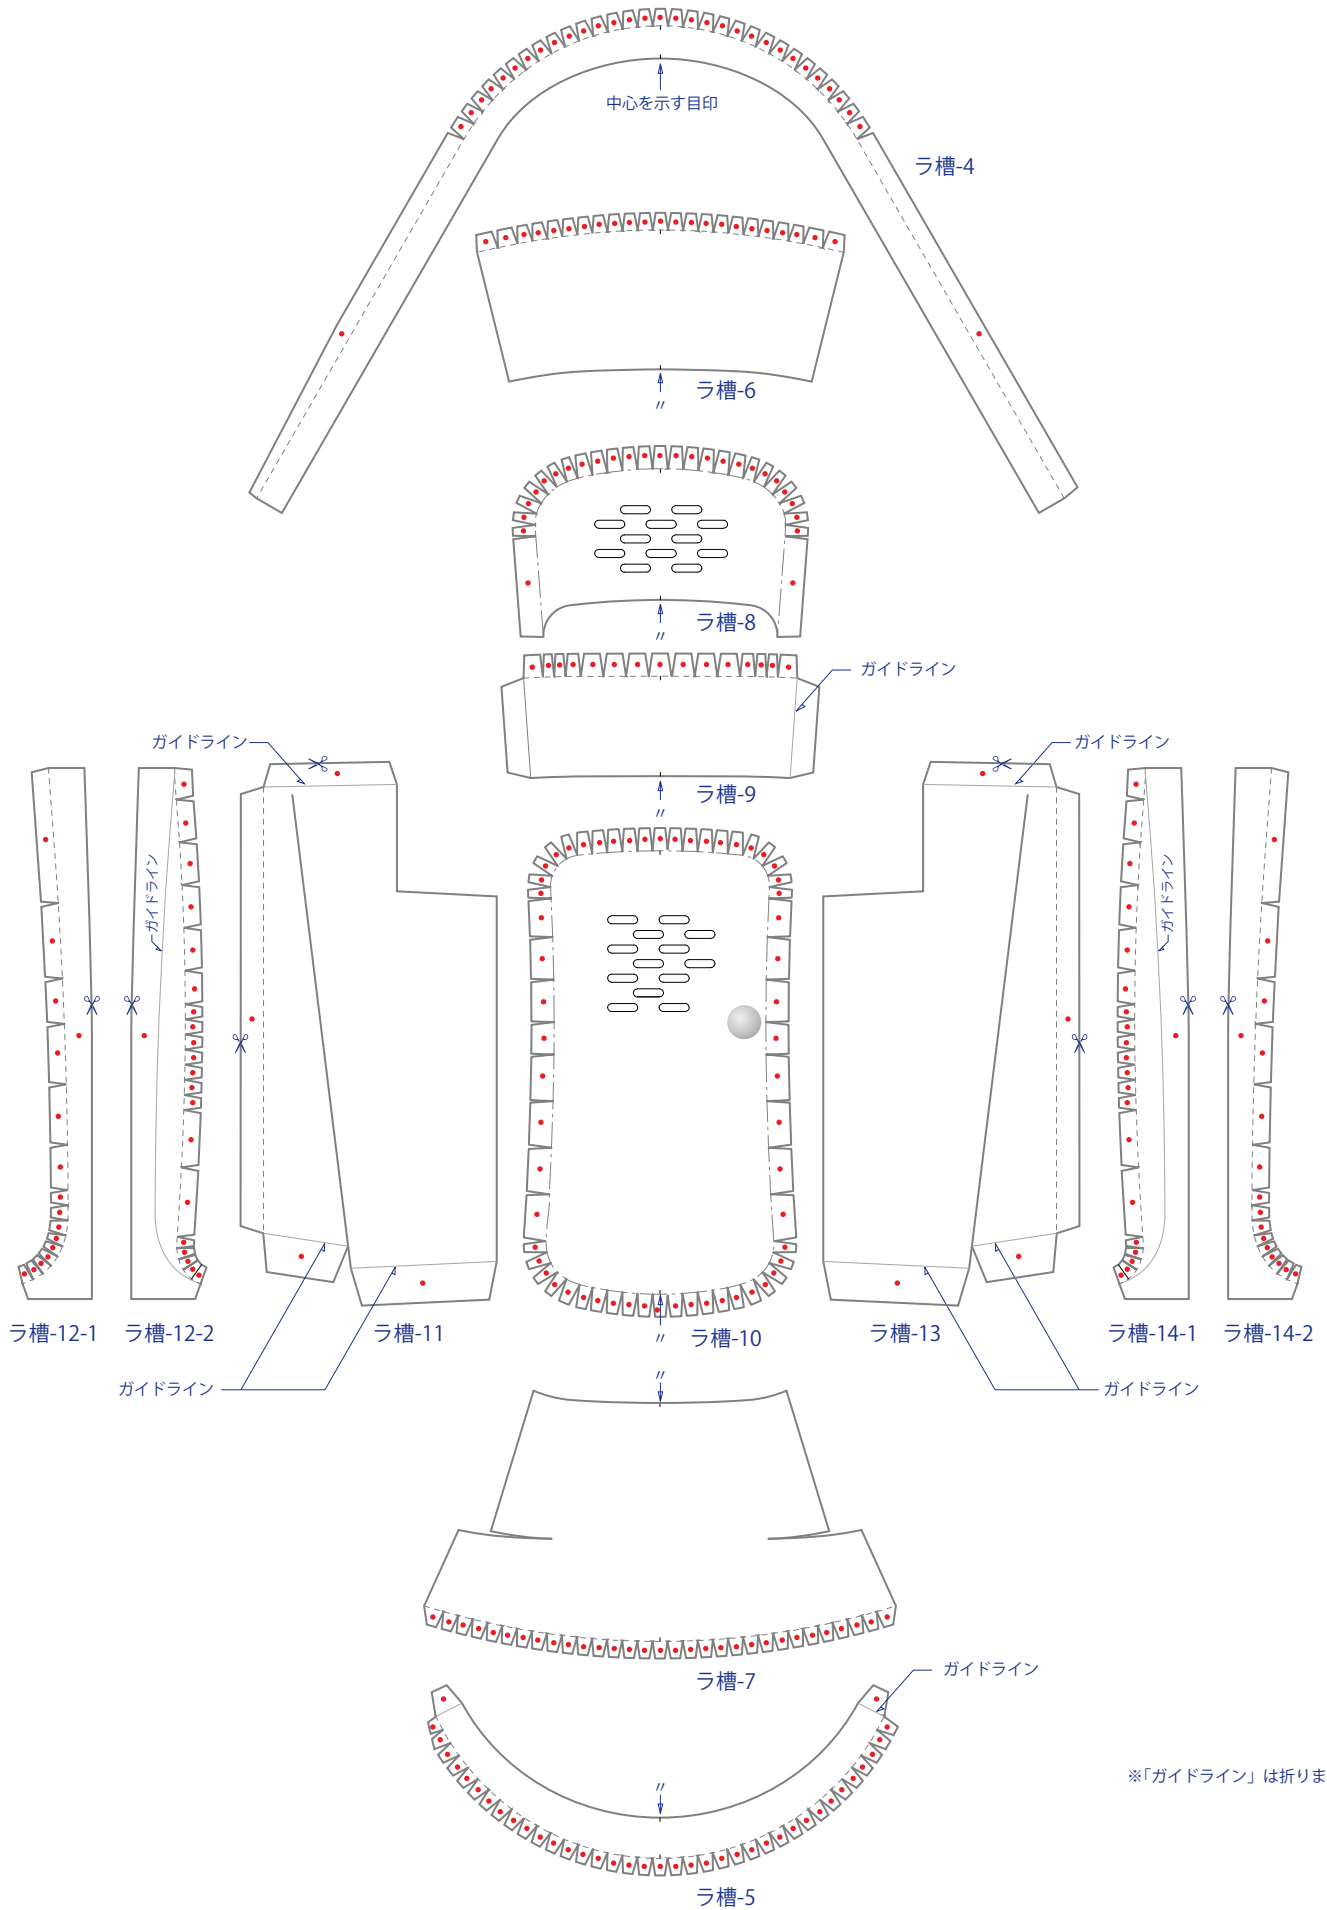 中心を示す目印
ラ槽-4
ラ槽-6
〃
ラ槽-8
〃
ガイドライン
ラ槽-9
〃
ガイドライン
ガイドライン
ガイドライン
ガイドライン
ラ槽-12-1
ラ槽-12-2
ラ槽-11
ラ槽-10
〃
ラ槽-13
ラ槽-14-1
ラ槽-14-2
〃
ガイドライン
ガイドライン
ラ槽-7
ガイドライン
〃
※「ガイドライン」は折りま
ラ槽-5